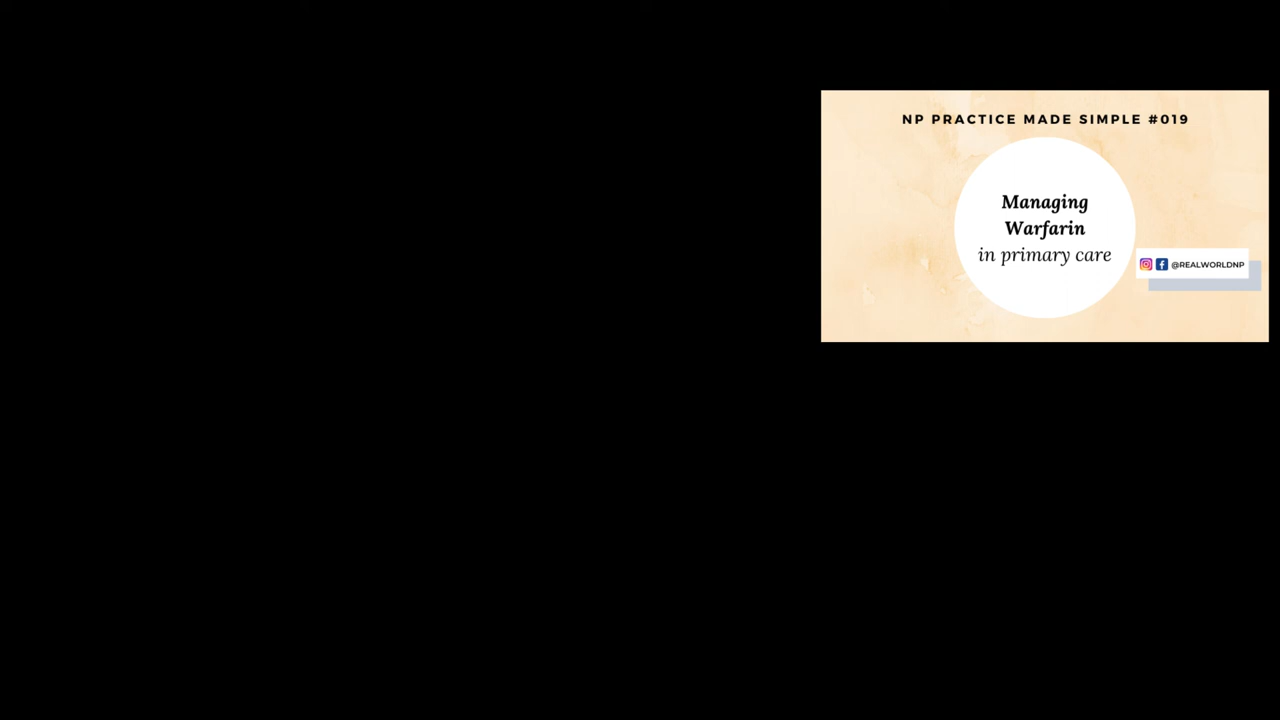 NP PRACTICE MADE SIMPLE #019
Managing
Warfarin
in primary care
@REALWORLDNP